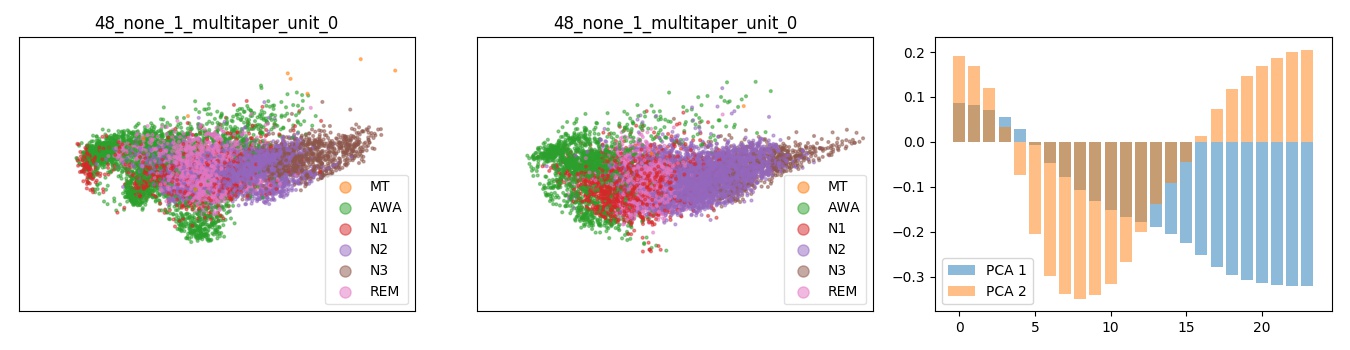 48_none_1_multitaper_unit_0
MT
AWA
N1
N2
N3
REM
48_none_1_multitaper_unit_0
MT
AWA
N1
N2
N3
REM
0.2
0.1
0.0
−0.1
−0.2
−0.3
PCA 1
PCA 2
0
5
10
15
20